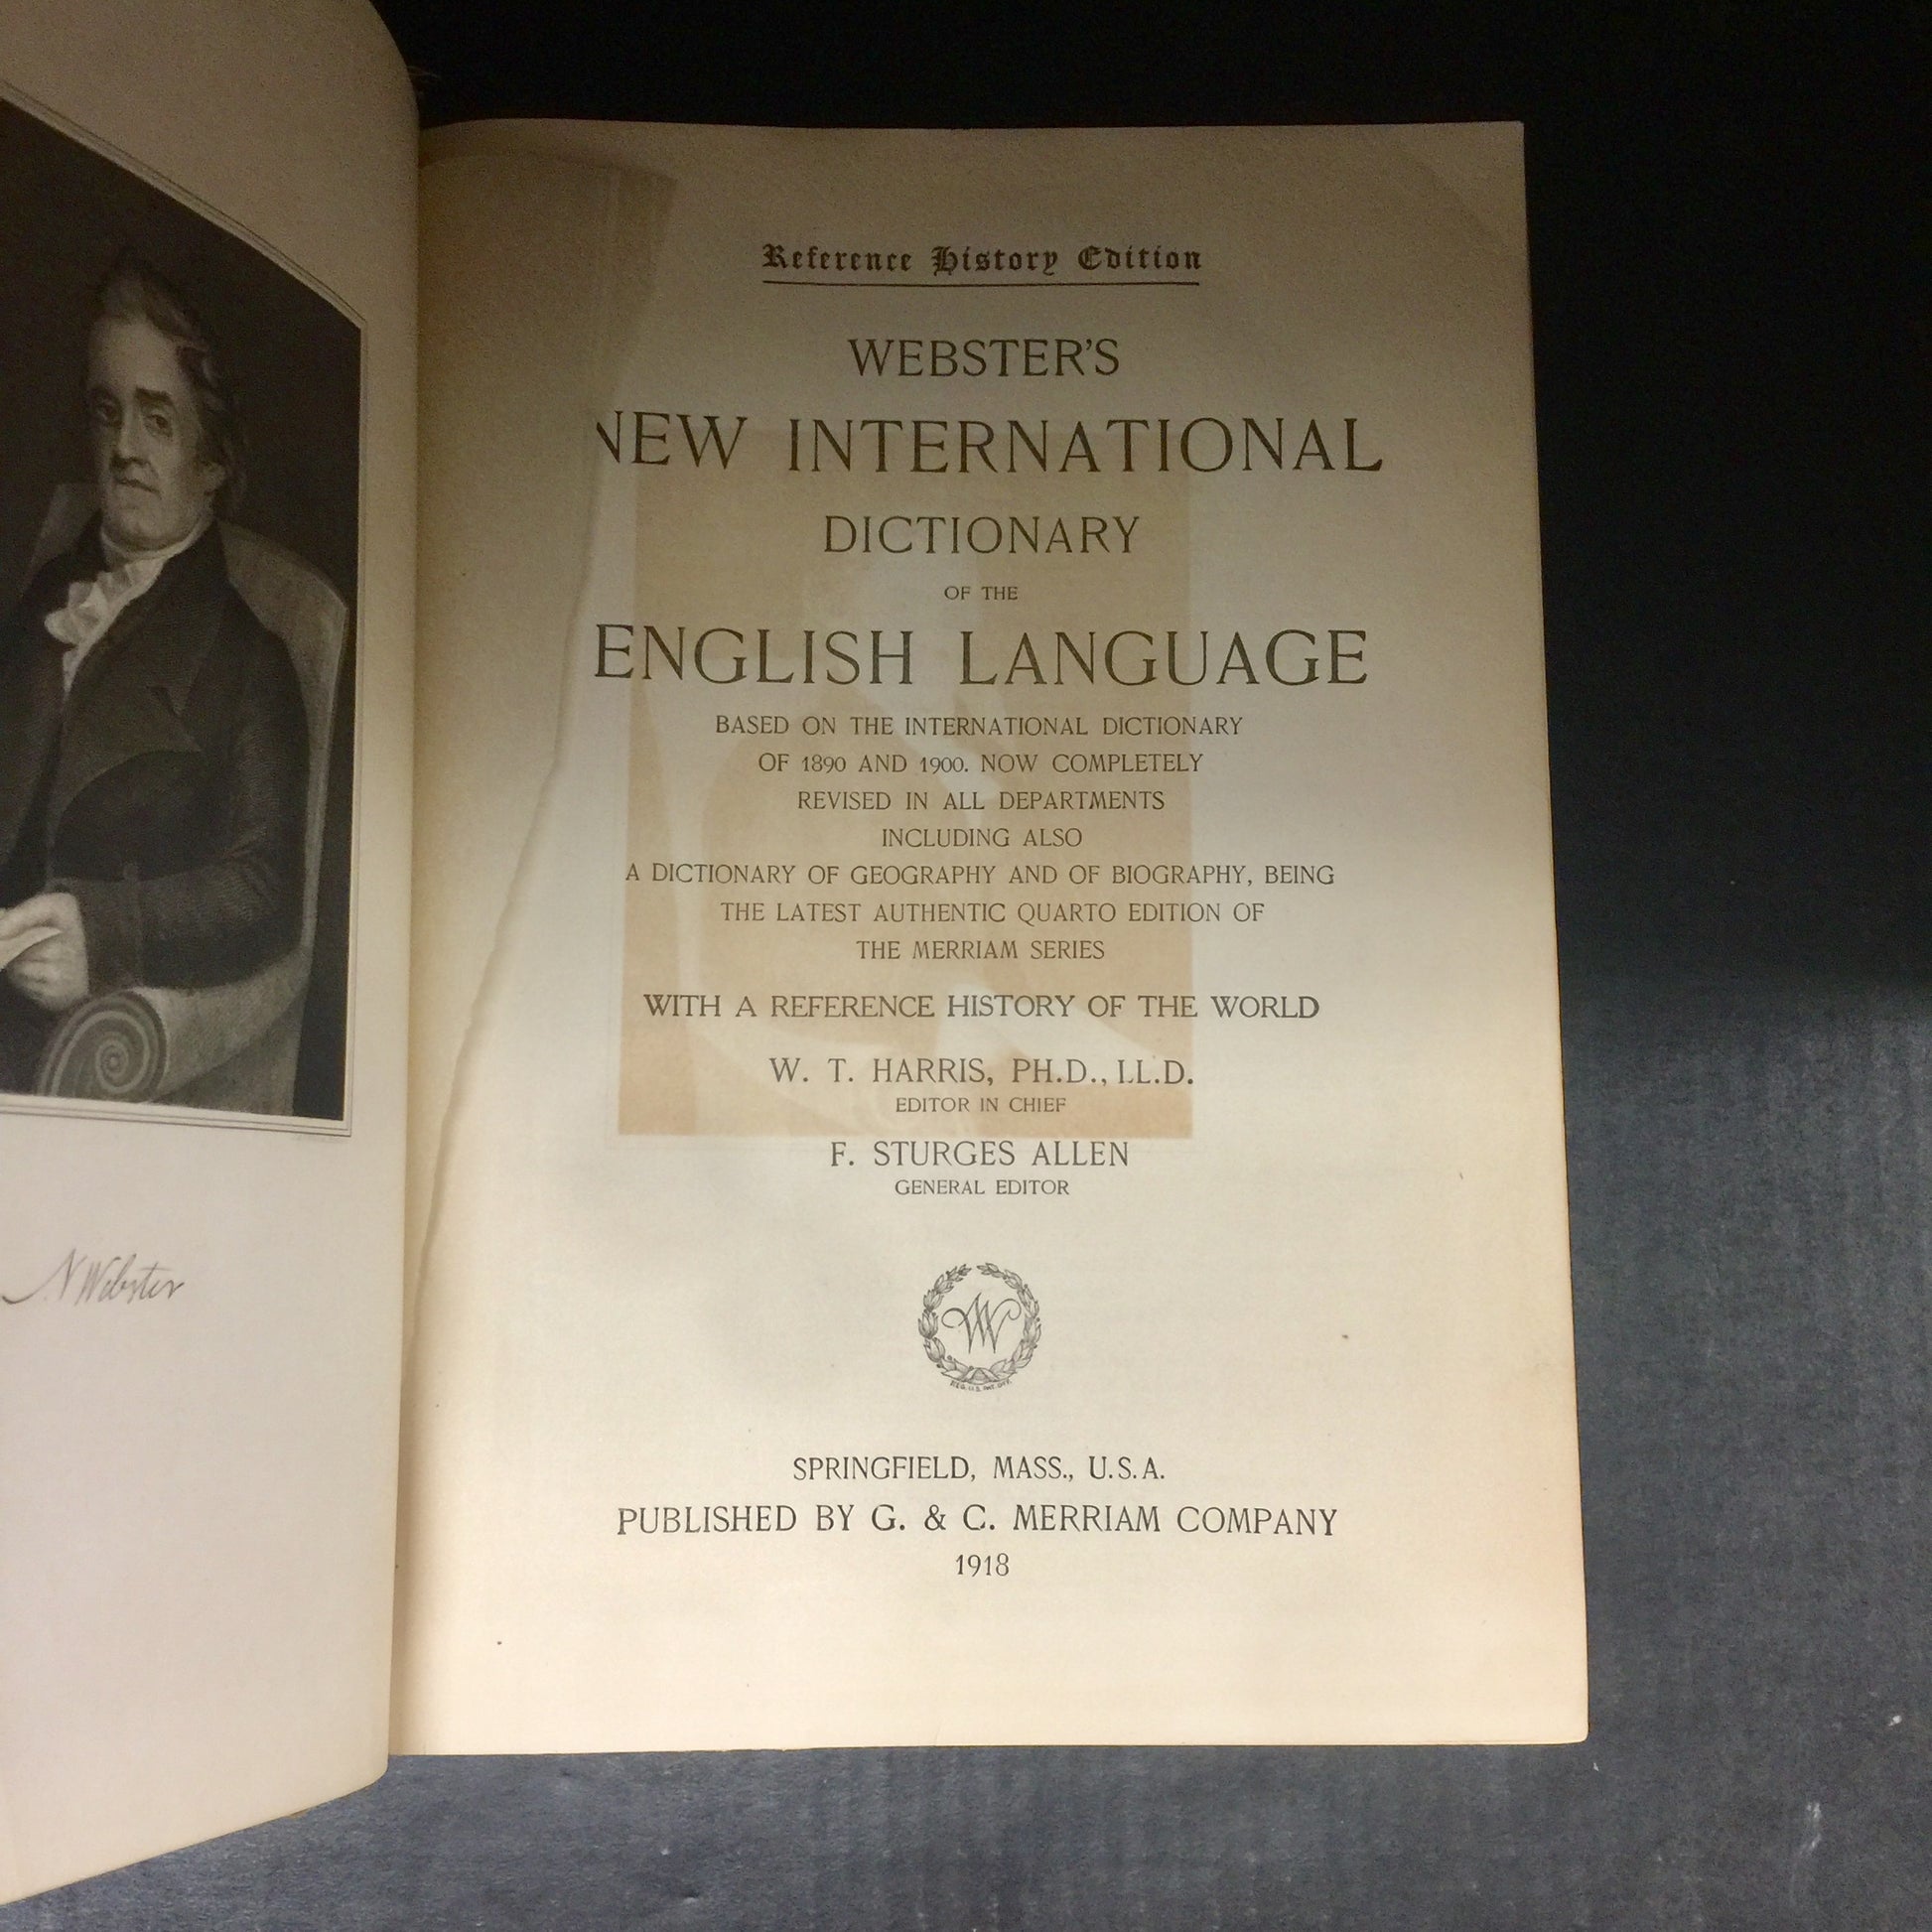 N Webster
Reference History Edition
WEBSTER'S
NEW INTERNATIONAL
DICTIONARY
OF THE
ENGLISH LANGUAGE
BASED ON THE INTERNATIONAL DICTIONARY
OF 1890 AND 1900. NOW COMPLETELY
REVISED IN ALL DEPARTMENTS
INCLUDING ALSO
A DICTIONARY OF GEOGRAPHY AND OF BIOGRAPHY, BEING
THE LATEST AUTHENTIC QUARTO EDITION OF
THE MERRIAM SERIES
WITH A REFERENCE HISTORY OF THE WORLD
W. T. HARRIS, PH.D., LL.D.
EDITOR IN CHIEF
F. STURGES ALLEN
GENERAL EDITOR
W
REG. U.S. PAT. OFF.
SPRINGFIELD, MASS., U.S.A.
PUBLISHED BY G. & C. MERRIAM COMPANY
1918